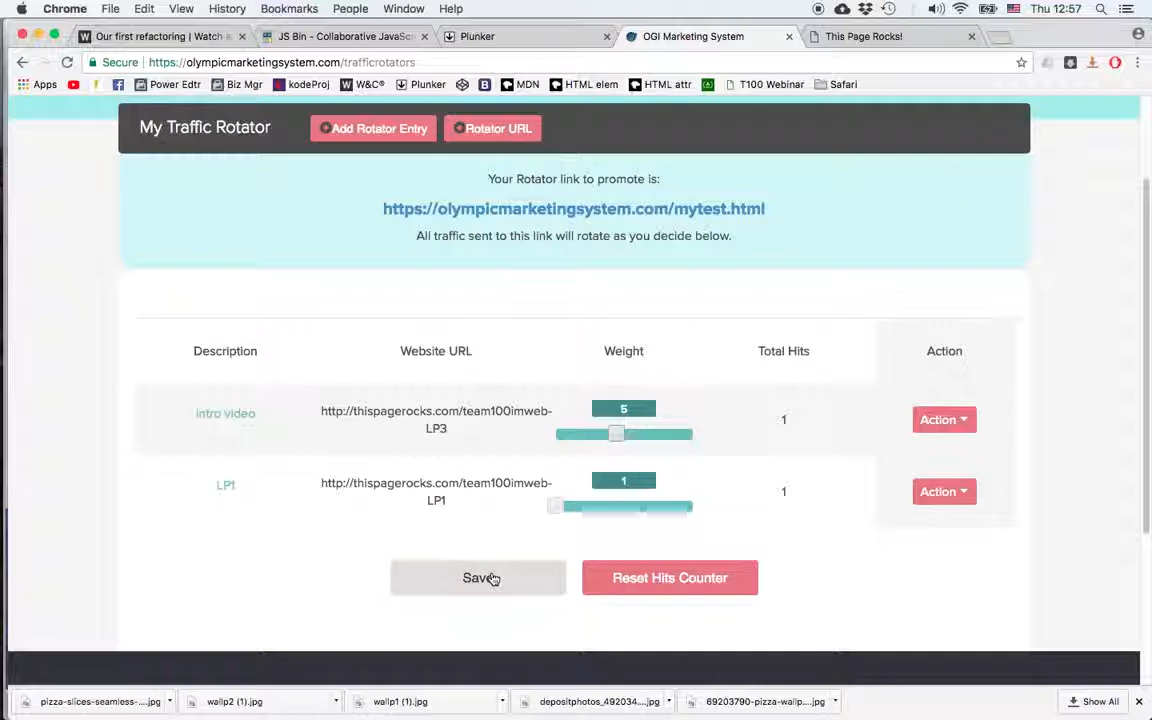 Chrome File Edit View History Bookmarks People Window Help Thu 12:57
Our first refactoring | Watch JS Bin - Collaborative JavaSc Plunker OGI Marketing System This Page Rocks!
Secure https://olympicmarketingsystem.com/trafficrotators
Apps Power Edtr Biz Mgr kodeProj W&C® Plunker MDN HTML elem HTML attr T100 Webinar Safari
My Traffic Rotator Add Rotator Entry Rotator URL
Your Rotator link to promote is:
https://olympicmarketingsystem.com/mytest.html
All traffic sent to this link will rotate as you decide below.
Description Website URL Weight Total Hits Action
intro video http://thispagerocks.com/team100imweb-LP3 5 1 Action
LP1 http://thispagerocks.com/team100imweb-LP1 1 1 Action
Save Reset Hits Counter
pizza-slices-seamless-....jpg wallp2 (1).jpg wallp1 (1).jpg depositphotos_492034....jpg 69203790-pizza-wallp....jpg Show All